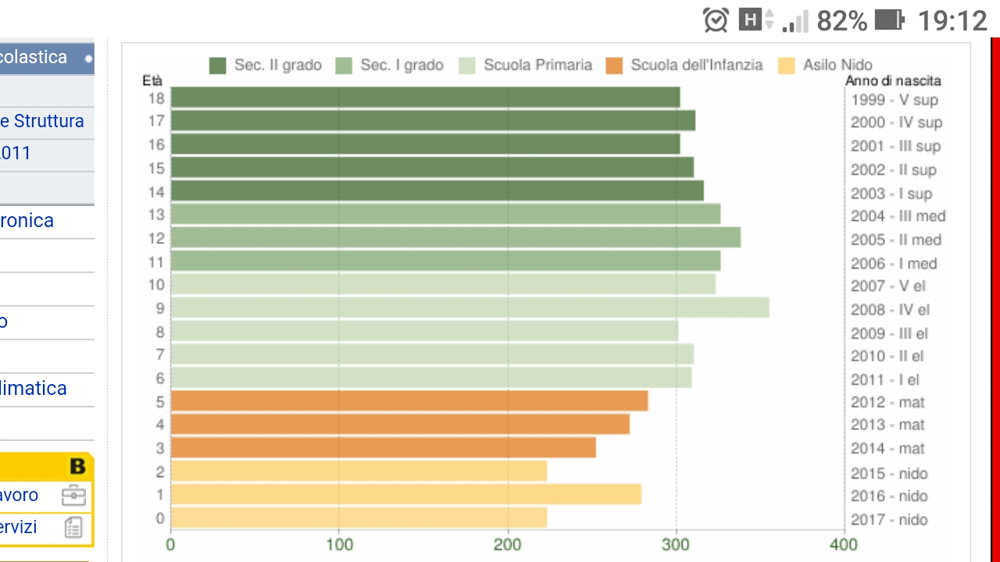 82% 19:12
colastica
e Struttura
2011
ronica
o
limatica
B
avoro
ervizi
Sec. II grado Sec. I grado Scuola Primaria Scuola dell'Infanzia Asilo Nido
Età Anno di nascita
18 1999 - V sup
17 2000 - IV sup
16 2001 - III sup
15 2002 - II sup
14 2003 - I sup
13 2004 - III med
12 2005 - II med
11 2006 - I med
10 2007 - V el
9 2008 - IV el
8 2009 - III el
7 2010 - II el
6 2011 - I el
5 2012 - mat
4 2013 - mat
3 2014 - mat
2 2015 - nido
1 2016 - nido
0 2017 - nido
0 100 200 300 400